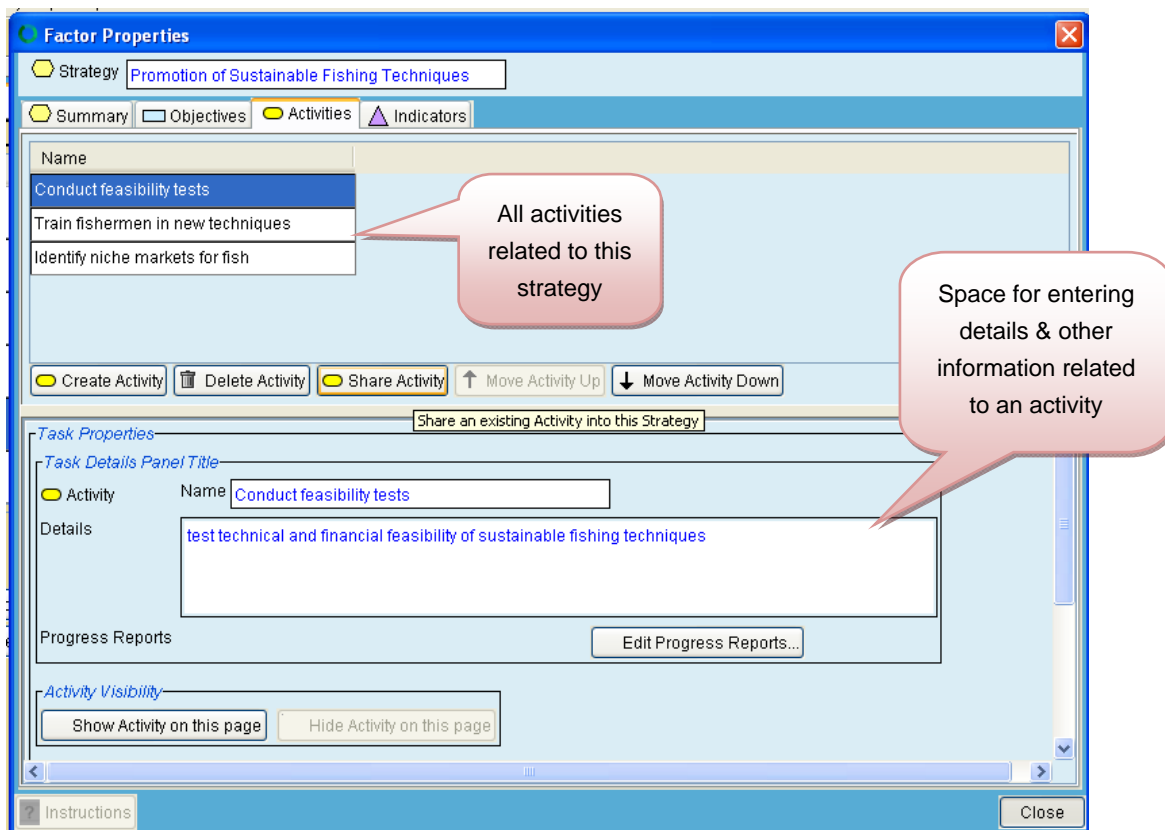 Factor Properties
Strategy Promotion of Sustainable Fishing Techniques
Summary Objectives Activities Indicators
Name
Conduct feasibility tests
Train fishermen in new techniques
Identify niche markets for fish
All activities
related to this
strategy
Space for entering
details & other
information related
to an activity
Create Activity Delete Activity Share Activity Move Activity Up Move Activity Down
Share an existing Activity into this Strategy
Task Properties
Task Details Panel Title
Activity Name Conduct feasibility tests
Details test technical and financial feasibility of sustainable fishing techniques
Progress Reports Edit Progress Reports...
Activity Visibility
Show Activity on this page Hide Activity on this page
? Instructions Close